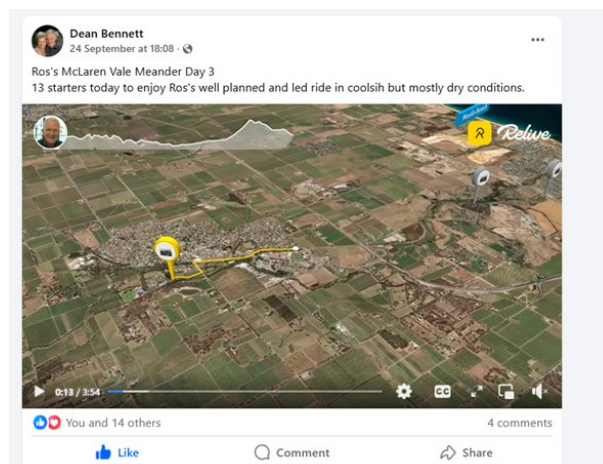 Dean Bennett
24 September at 18:08 ·
Ros's McLaren Vale Meander Day 3
13 starters today to enjoy Ros's well planned and led ride in coolsih but mostly dry conditions.
Relive
0:13 / 3:54
CC
You and 14 others
4 comments
Like
Comment
Share